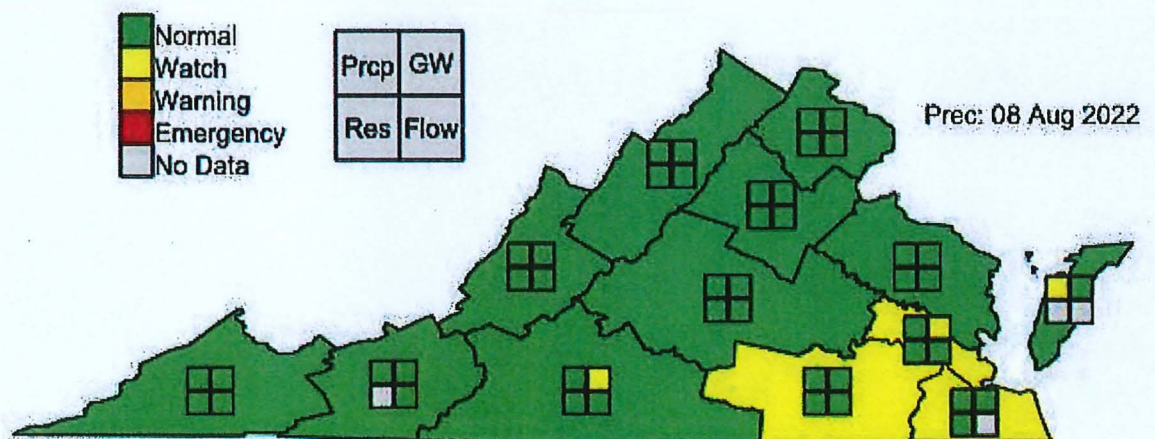 Normal
Watch
Warning
Emergency
No Data
Prcp GW
Res Flow
Prec: 08 Aug 2022